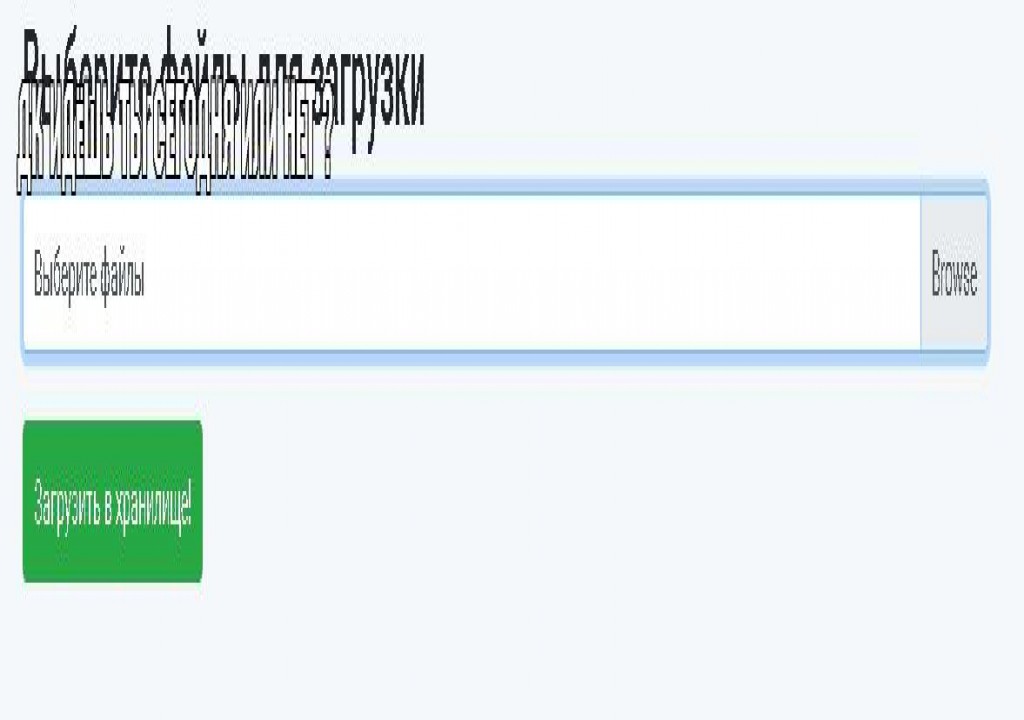 Выберите файлы для загрузки
ДК ИДЕШЬ ТЫ СЕГОДНЯ ИЛИ НЕТ ?
Выберите файлы
Browse
Загрузить в хранилище!